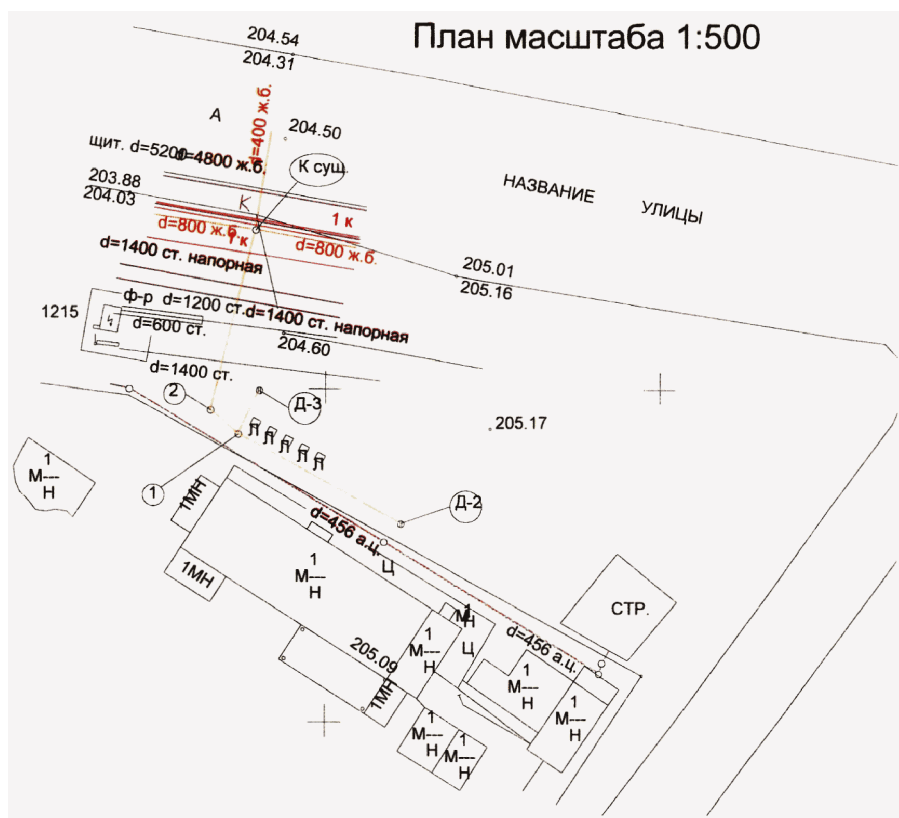 План масштаба 1:500
204.54
204.31
d=400 ж.б.
А
204.50
щит. d=5200
d=4800 ж.б.
К сущ.
203.88
204.03
К
1 к
НАЗВАНИЕ УЛИЦЫ
d=800 ж.б.
1 к
d=800 ж.б.
d=1400 ст. напорная
205.01
205.16
ф-р
d=1200 ст.
d=1400 ст. напорная
1215
d=600 ст.
204.60
d=1400 ст.
2
Д-3
205.17
Л Л Л Л Л
1
М---
Н
1
1МН
Д-2
d=456 а.ц.
Ц
1
М---
Н
1МН
СТР.
1
М
Н
Ц
d=456 а.ц.
205.09
1
М---
Н
1МН
1
М---
Н
1
М---
Н
1
М---
Н
1
М---
Н